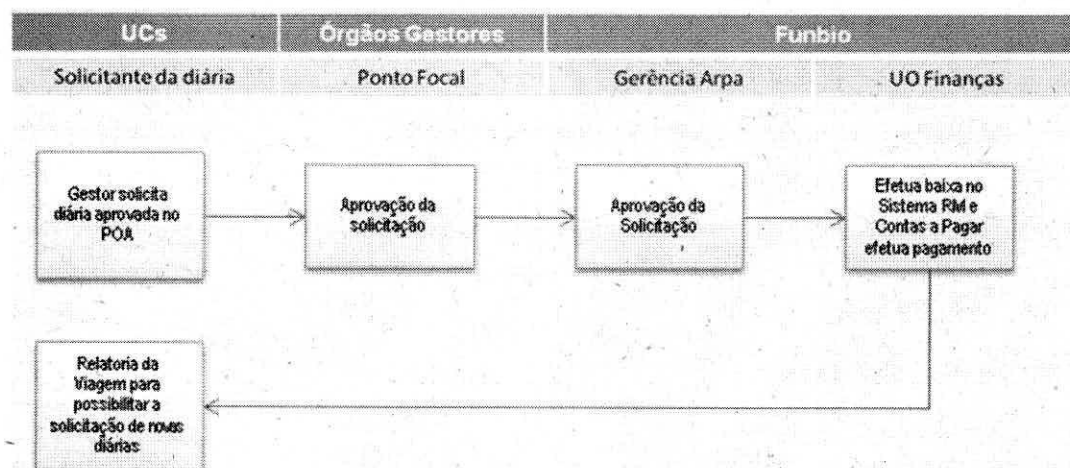 UCs
Órgãos Gestores
Funbio
Solicitante da diária
Ponto Focal
Gerência Arpa
UO Finanças
Gestor solicita
diária aprovada no
POA
Aprovação da
solicitação
Aprovação da
Solicitação
Efetua baixa no
Sistema RM e
Contas a Pagar
efetua pagamento
Relatoria da
Viagem para
possibilitar a
solicitação de novas
diárias